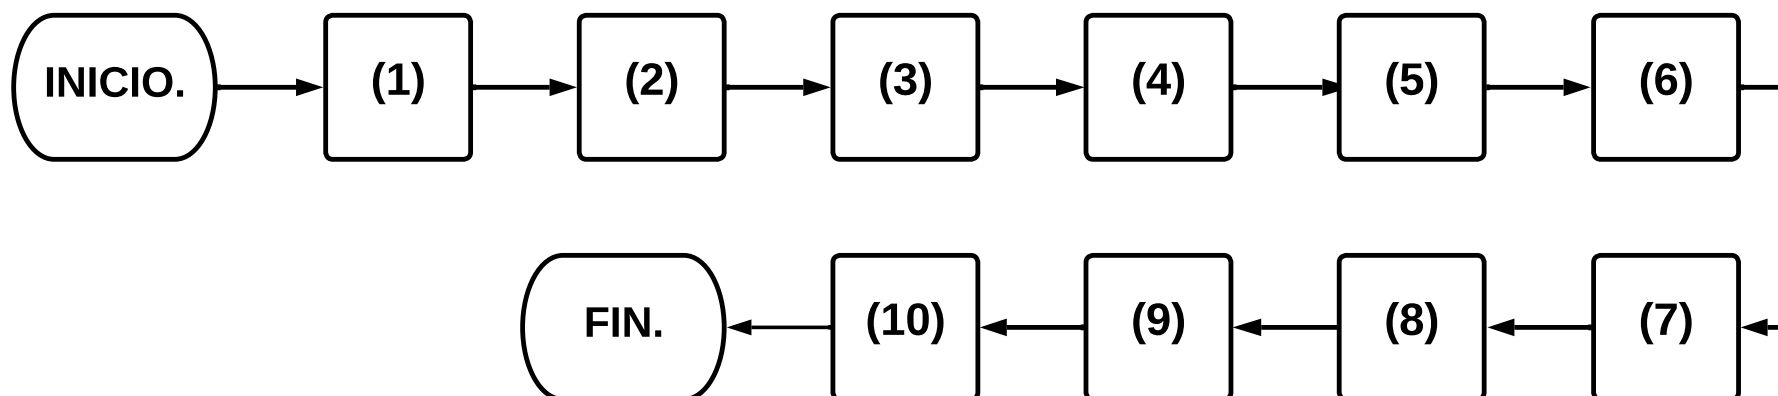 INICIO. (1) (2) (3) (4) (5) (6)
FIN. (10) (9) (8) (7)